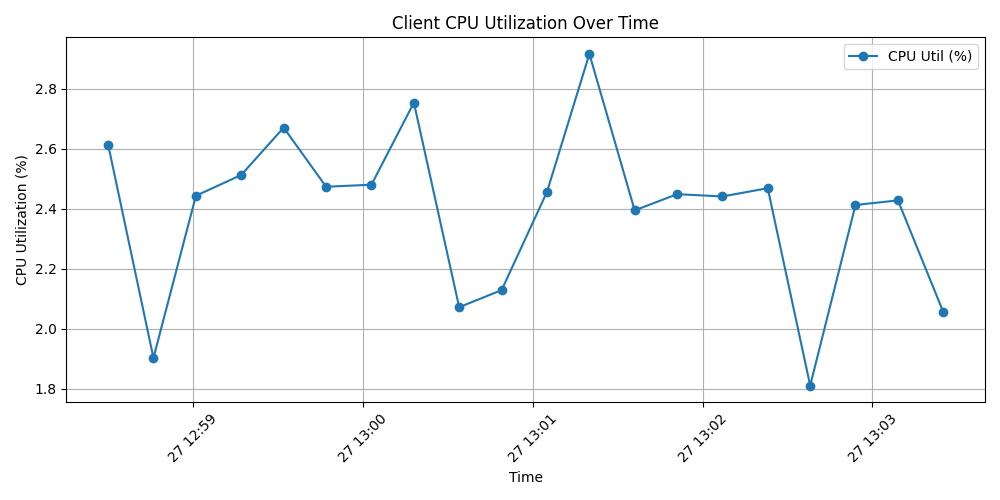 Client CPU Utilization Over Time
CPU Util (%)
CPU Utilization (%)
2.8
2.6
2.4
2.2
2.0
1.8
27 12:59
27 13:00
27 13:01
27 13:02
27 13:03
Time